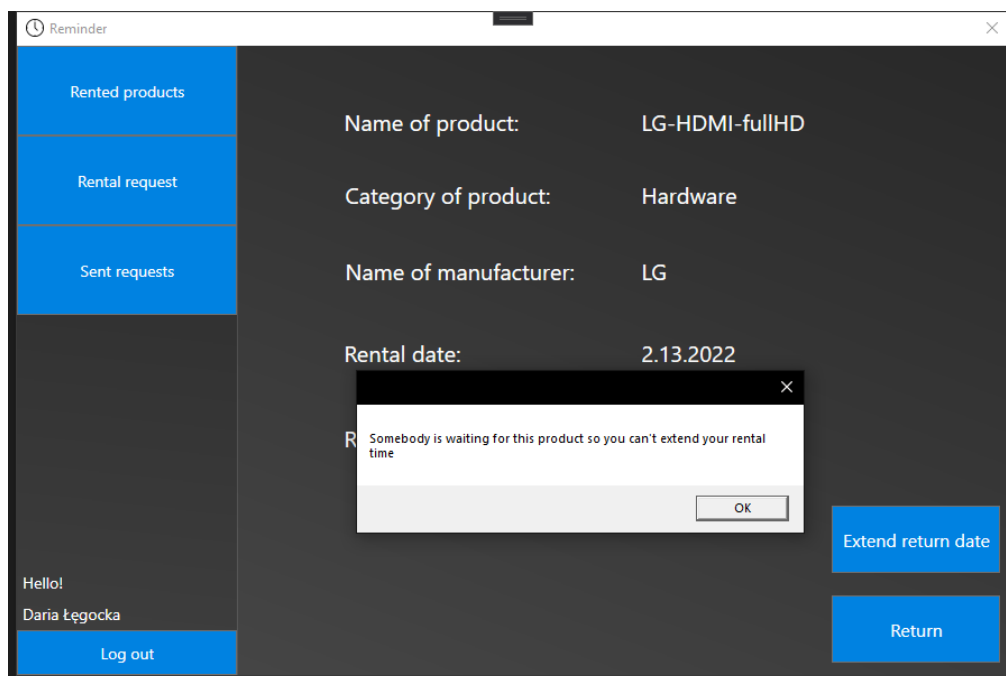 Reminder
Rented products
Rental request
Sent requests
Hello!
Daria Łęgocka
Log out
Name of product: LG-HDMI-fullHD
Category of product: Hardware
Name of manufacturer: LG
Rental date: 2.13.2022
R
Somebody is waiting for this product so you can't extend your rental
time
OK
Extend return date
Return